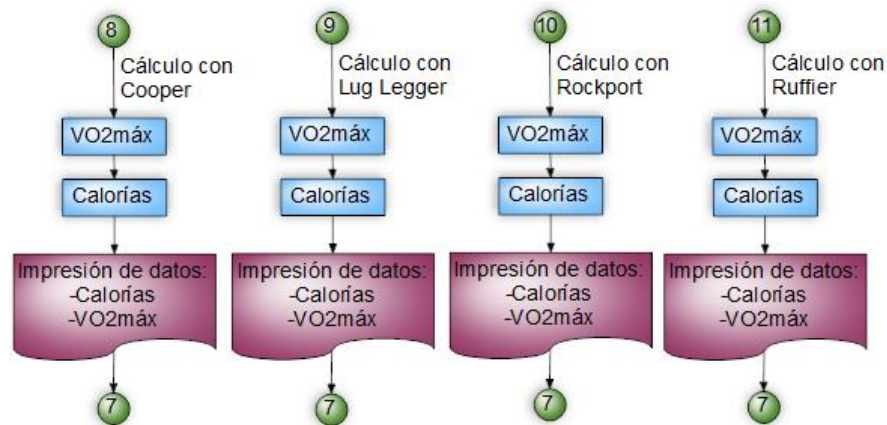 8
Cálculo con
Cooper
VO2máx
Calorías
Impresión de datos:
-Calorías
-VO2máx
7
9
Cálculo con
Lug Legger
VO2máx
Calorías
Impresión de datos:
-Calorías
-VO2máx
7
10
Cálculo con
Rockport
VO2máx
Calorías
Impresión de datos:
-Calorías
-VO2máx
7
11
Cálculo con
Ruffier
VO2máx
Calorías
Impresión de datos:
-Calorías
-VO2máx
7